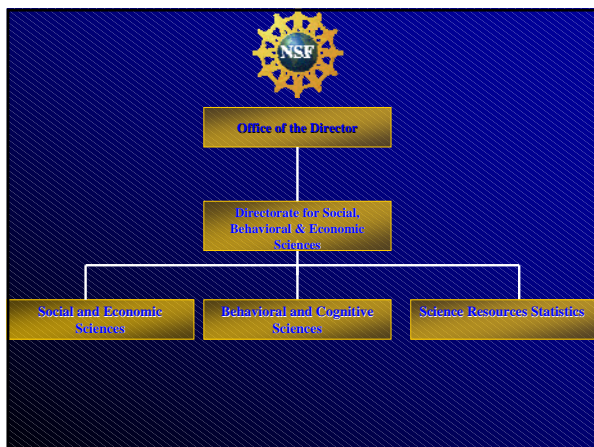 NSF
Office of the Director
Directorate for Social,
Behavioral & Economic
Sciences
Social and Economic
Sciences
Behavioral and Cognitive
Sciences
Science Resources Statistics